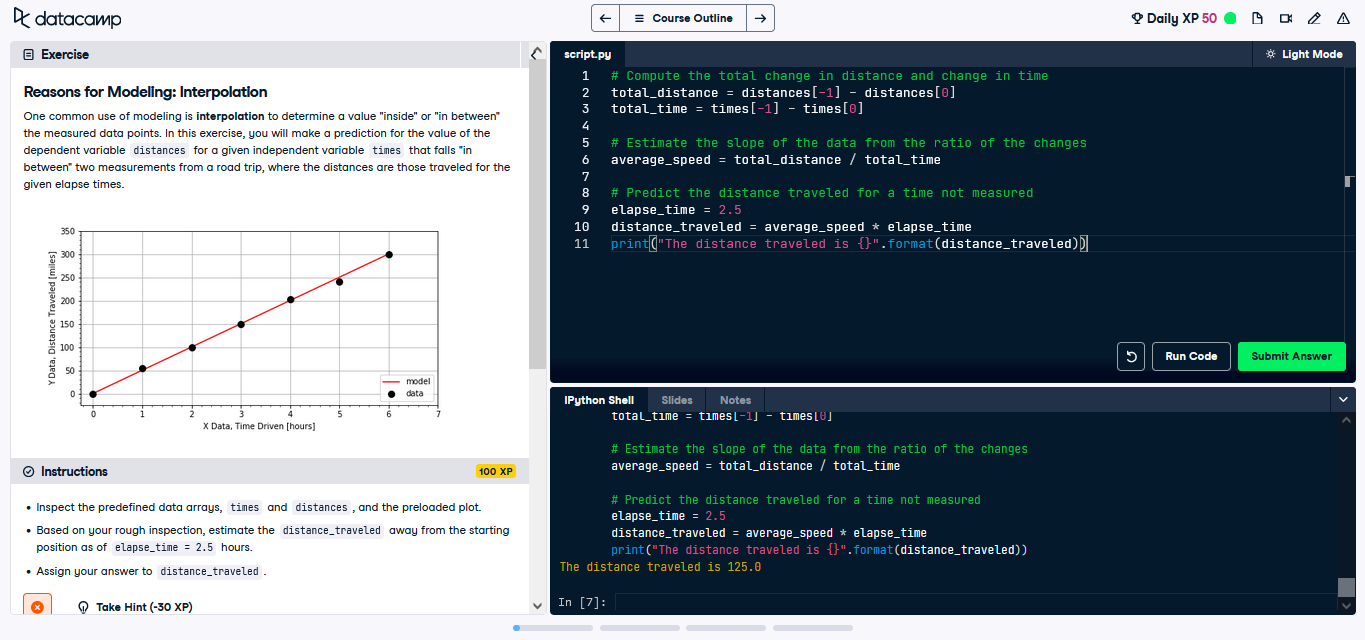 datacamp
Course Outline
Daily XP 50
Exercise
Reasons for Modeling: Interpolation
One common use of modeling is interpolation to determine a value "inside" or "in between"
the measured data points. In this exercise, you will make a prediction for the value of the
dependent variable distances for a given independent variable times that falls "in
between" two measurements from a road trip, where the distances are those traveled for the
given elapse times.
350
300
250
200
150
100
50
0
Y Data, Distance Traveled [miles]
0 1 2 3 4 5 6 7
X Data, Time Driven [hours]
model
data
Instructions
100 XP
• Inspect the predefined data arrays, times and distances, and the preloaded plot.
• Based on your rough inspection, estimate the distance_traveled away from the starting
position as of elapse_time = 2.5 hours.
• Assign your answer to distance_traveled.
Take Hint (-30 XP)
script.py
Light Mode
1 # Compute the total change in distance and change in time
2 total_distance = distances[-1] - distances[0]
3 total_time = times[-1] - times[0]
4
5 # Estimate the slope of the data from the ratio of the changes
6 average_speed = total_distance / total_time
7
8 # Predict the distance traveled for a time not measured
9 elapse_time = 2.5
10 distance_traveled = average_speed * elapse_time
11 print("The distance traveled is {}".format(distance_traveled))
Run Code
Submit Answer
IPython Shell
Slides
Notes
total_time = times[-1] - times[0]
# Estimate the slope of the data from the ratio of the changes
average_speed = total_distance / total_time
# Predict the distance traveled for a time not measured
elapse_time = 2.5
distance_traveled = average_speed * elapse_time
print("The distance traveled is {}".format(distance_traveled))
The distance traveled is 125.0
In [7]: